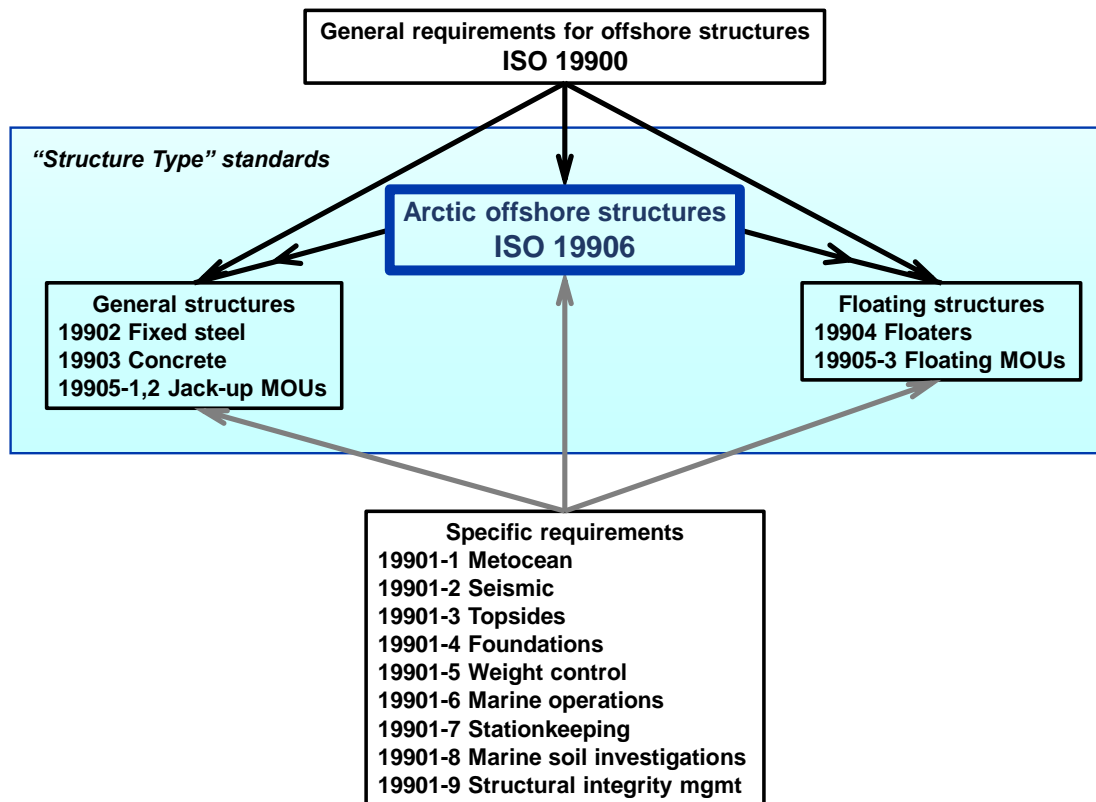 General requirements for offshore structures
ISO 19900
“Structure Type” standards
Arctic offshore structures
ISO 19906
General structures
19902 Fixed steel
19903 Concrete
19905-1,2 Jack-up MOUs
Floating structures
19904 Floaters
19905-3 Floating MOUs
Specific requirements
19901-1 Metocean
19901-2 Seismic
19901-3 Topsides
19901-4 Foundations
19901-5 Weight control
19901-6 Marine operations
19901-7 Stationkeeping
19901-8 Marine soil investigations
19901-9 Structural integrity mgmt